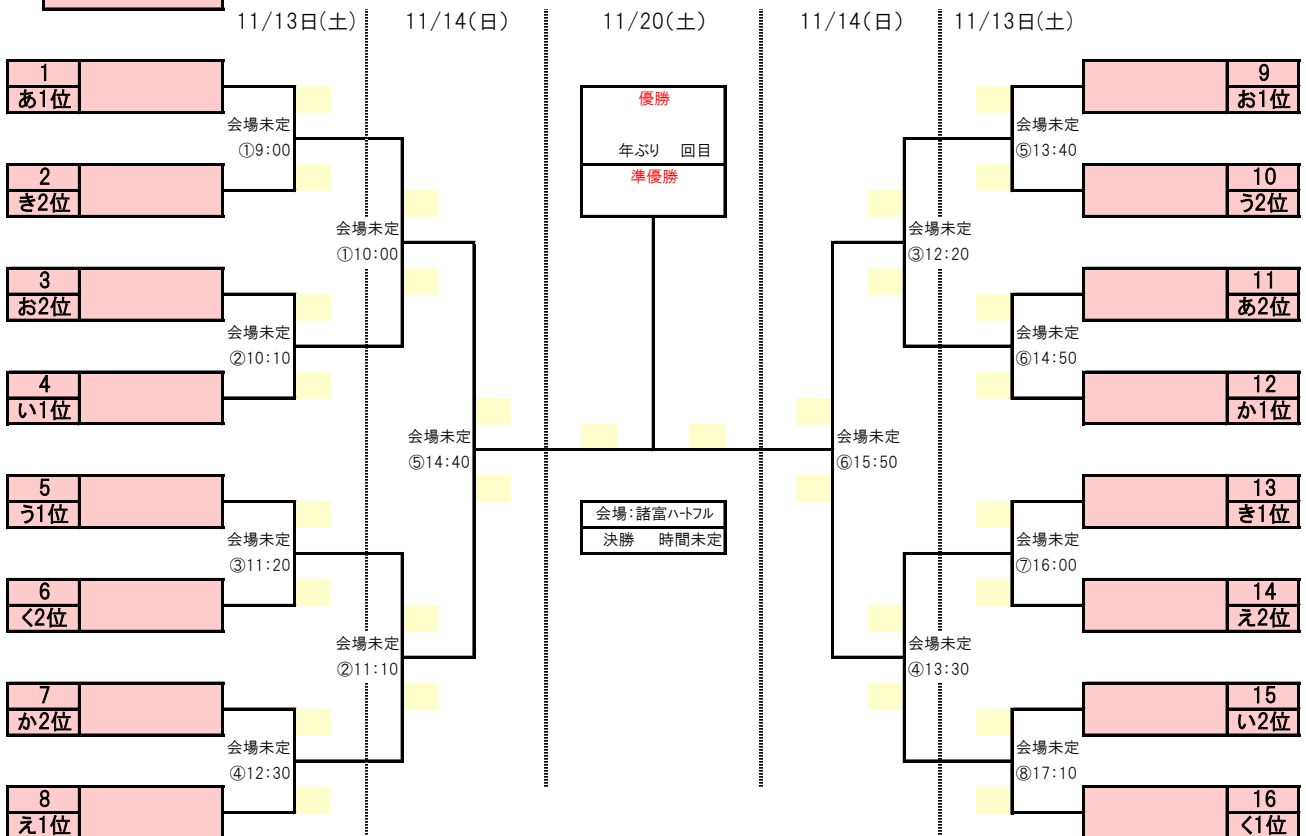 11/13日(土)
11/14(日)
11/20(土)
11/14(日)
11/13日(土)
1
あ1位
2
き2位
3
お2位
4
い1位
5
う1位
6
く2位
7
か2位
8
え1位
会場未定
①9:00
会場未定
②10:10
会場未定
③11:20
会場未定
④12:30
会場未定
①10:00
会場未定
②11:10
会場未定
⑤14:40
優勝
年ぶり 回目
準優勝
会場:諸富ハートフル
決勝 時間未定
会場未定
⑥15:50
会場未定
③12:20
会場未定
④13:30
会場未定
⑤13:40
会場未定
⑥14:50
会場未定
⑦16:00
会場未定
⑧17:10
9
お1位
10
う2位
11
あ2位
12
か1位
13
き1位
14
え2位
15
い2位
16
く1位